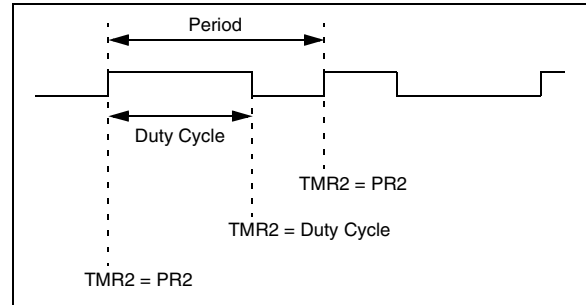 Period
Duty Cycle
TMR2 = PR2
TMR2 = Duty Cycle
TMR2 = PR2